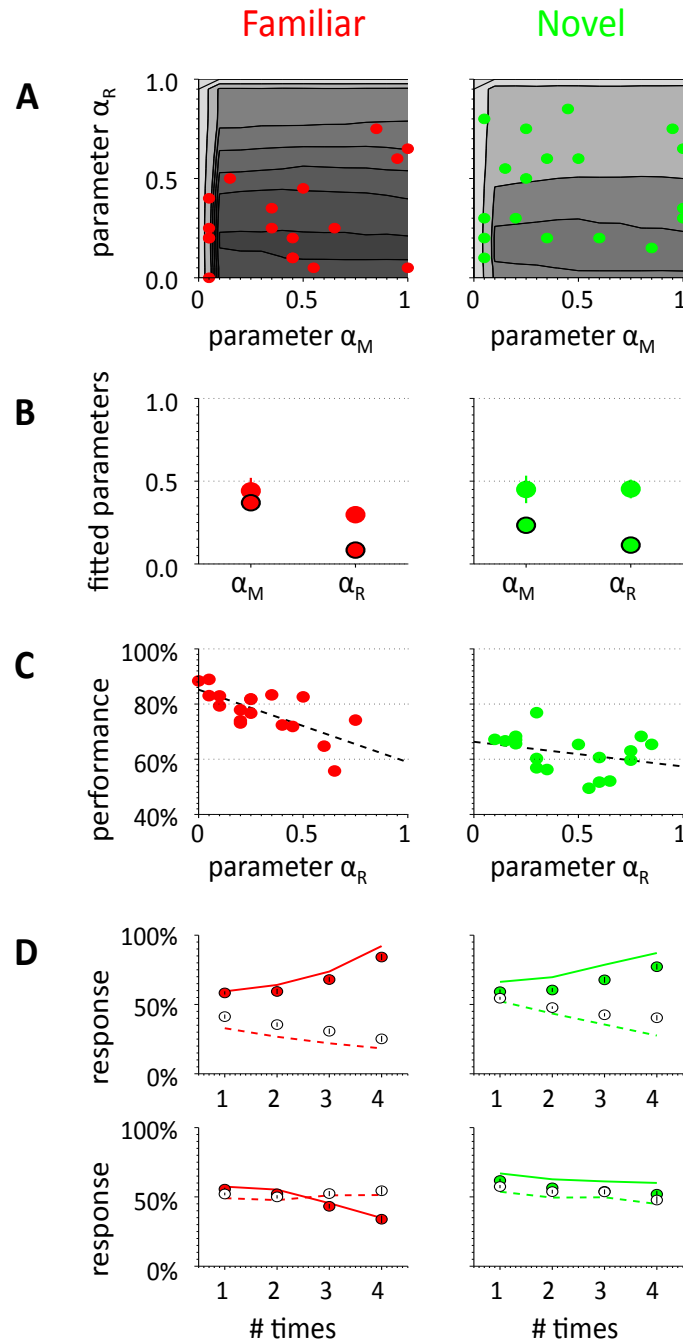 Familiar Novel
A
parameter αR
1.0
0.5
0.0
0 0.5 1 0 0.5 1
parameter αM parameter αM
B
fitted parameters
1.0
0.5
0.0
αM αR αM αR
C
performance
100%
80%
60%
40%
0 0.5 1 0 0.5 1
parameter αR parameter αR
D
response
100%
50%
0%
1 2 3 4 1 2 3 4
response
100%
50%
0%
1 2 3 4 1 2 3 4
# times # times